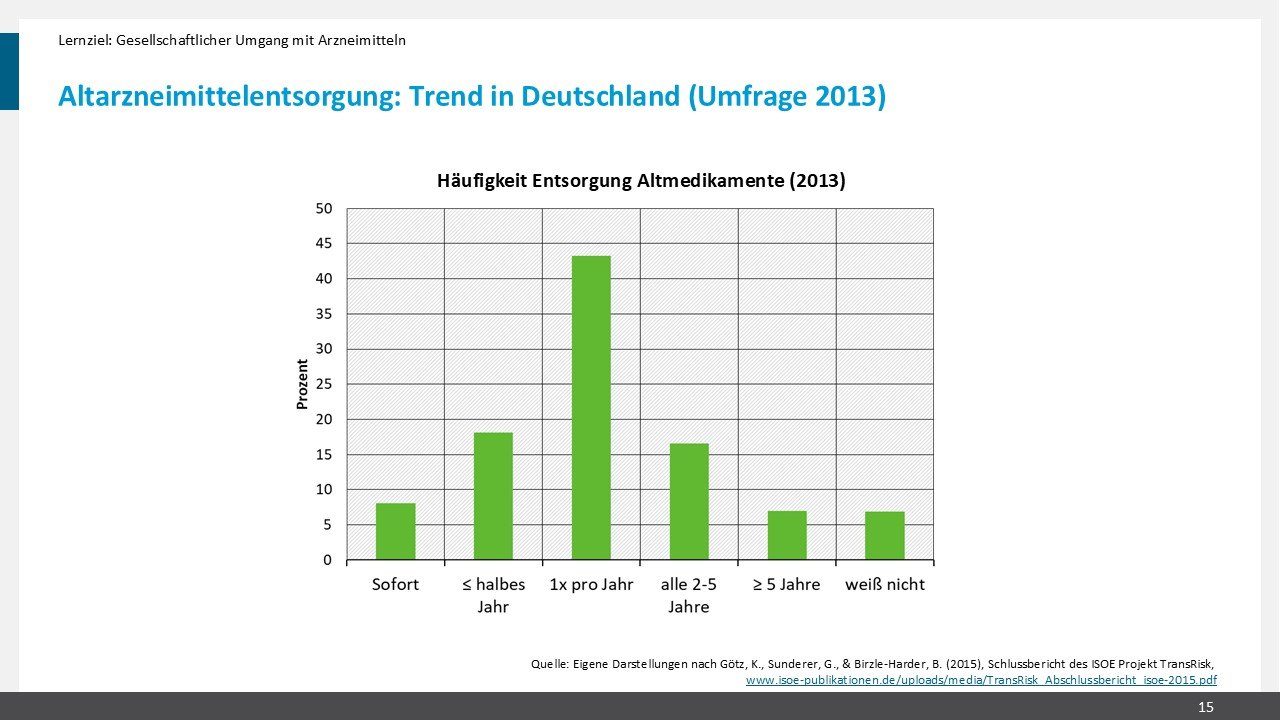 Lernziel: Gesellschaftlicher Umgang mit Arzneimitteln
Altarzneimittelentsorgung: Trend in Deutschland (Umfrage 2013)
Häufigkeit Entsorgung Altmedikamente (2013)
50
45
40
35
30
25
20
15
10
5
0
Prozent
Sofort
≤ halbes
Jahr
1x pro Jahr
alle 2-5
Jahre
≥ 5 Jahre
weiß nicht
Quelle: Eigene Darstellungen nach Götz, K., Sunderer, G., & Birzle-Harder, B. (2015), Schlussbericht des ISOE Projekt TransRisk,
www.isoe-publikationen.de/uploads/media/TransRisk_Abschlussbericht_isoe-2015.pdf
15